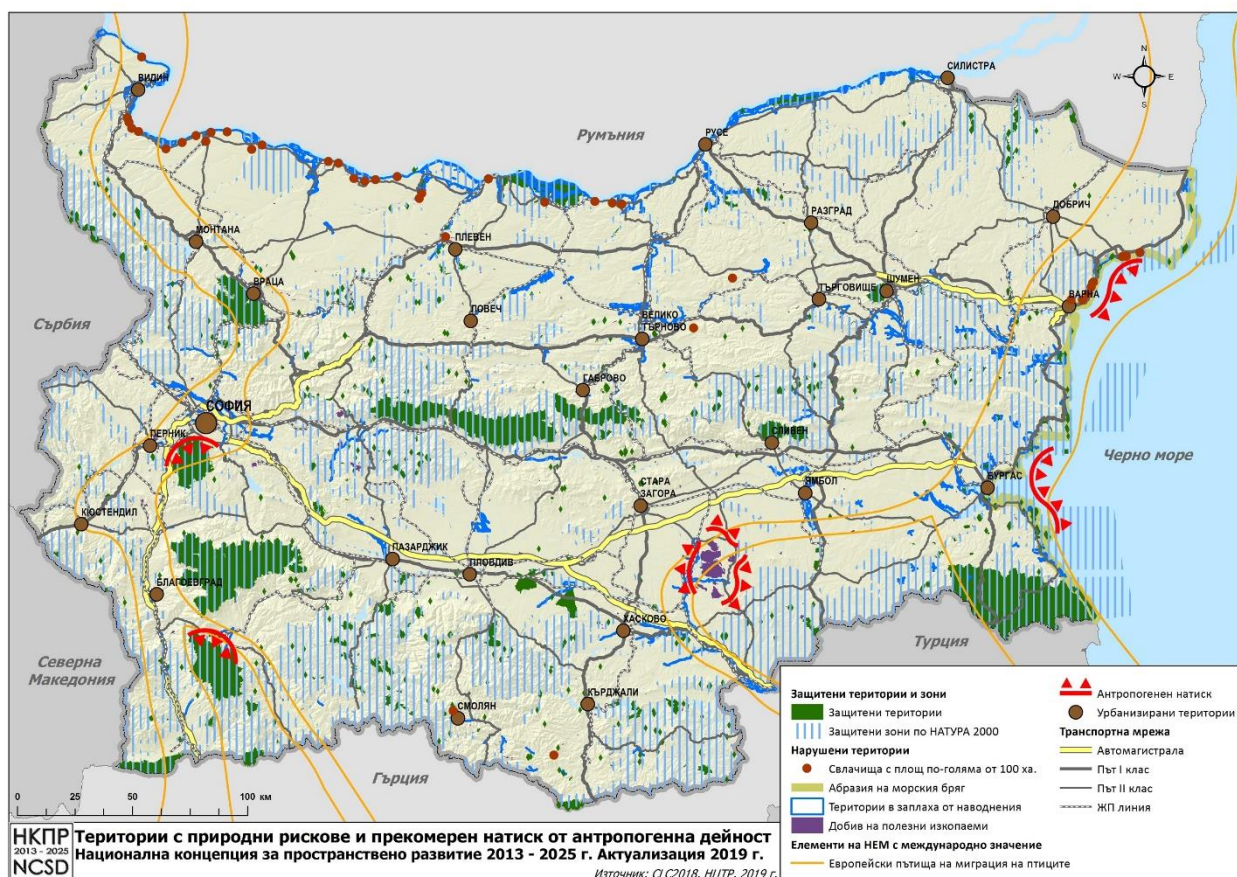 N
W E
S
СИЛИСТРА
ВИДИН
Румъния
РУСЕ
ДОБРИЧ
РАЗГРАД
МОНТАНА
ПЛЕВЕН
ВРАЦА
ШУМЕН
ТЪРГОВИЩЕ
ВАРНА
Сърбия
ЛОВЕЧ
ВЕЛИКО
ТЪРНОВО
ГАБРОВО
СОФИЯ
ПЕРНИК
СЛИВЕН
Черно море
СТАРА
ЗАГОРА
ЯМБОЛ
БУРГАС
КЮСТЕНДИЛ
ПАЗАРДЖИК
ПЛОВДИВ
БЛАГОЕВГРАД
ХАСКОВО
Турция
Северна
Македония
КЪРДЖАЛИ
СМОЛЯН
Гърция
0 25 50 100 км
Защитени територии и зони
Защитени територии
Защитени зони по НАТУРА 2000
Нарушени територии
Свлачища с площ по-голяма от 100 ха.
Абразия на морския бряг
Територии в заплаха от наводнения
Добив на полезни изкопаеми
Елементи на НЕМ с международно значение
Европейски пътища на миграция на птиците
Антропогенен натиск
Урбанизирани територии
Транспортна мрежа
Автомагистрала
Път I клас
Път II клас
ЖП линия
НКПР
2013 - 2025
NCSD
Територии с природни рискове и прекомерен натиск от антропогенна дейност
Национална концепция за пространствено развитие 2013 - 2025 г. Актуализация 2019 г.
Източник: CLC2018, НЦТР, 2019 г.